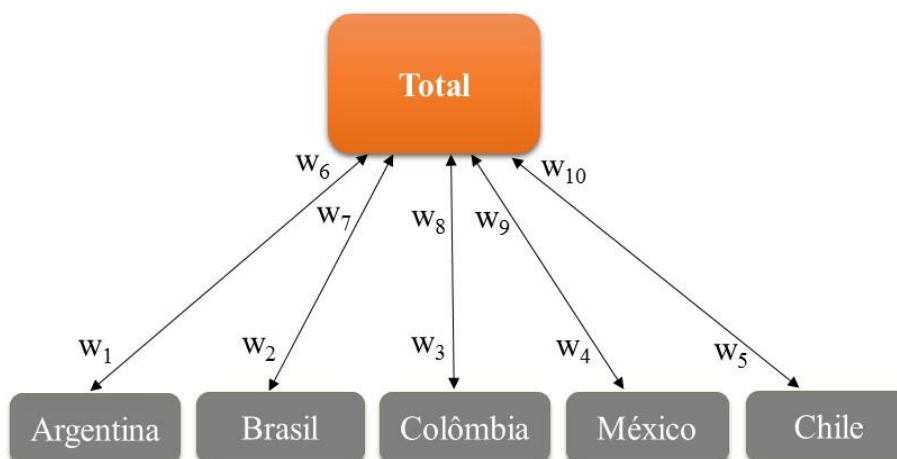 Total
w6
w10
w7
w8
w9
w1
w2
w3
w4
w5
Argentina
Brasil
Colômbia
México
Chile